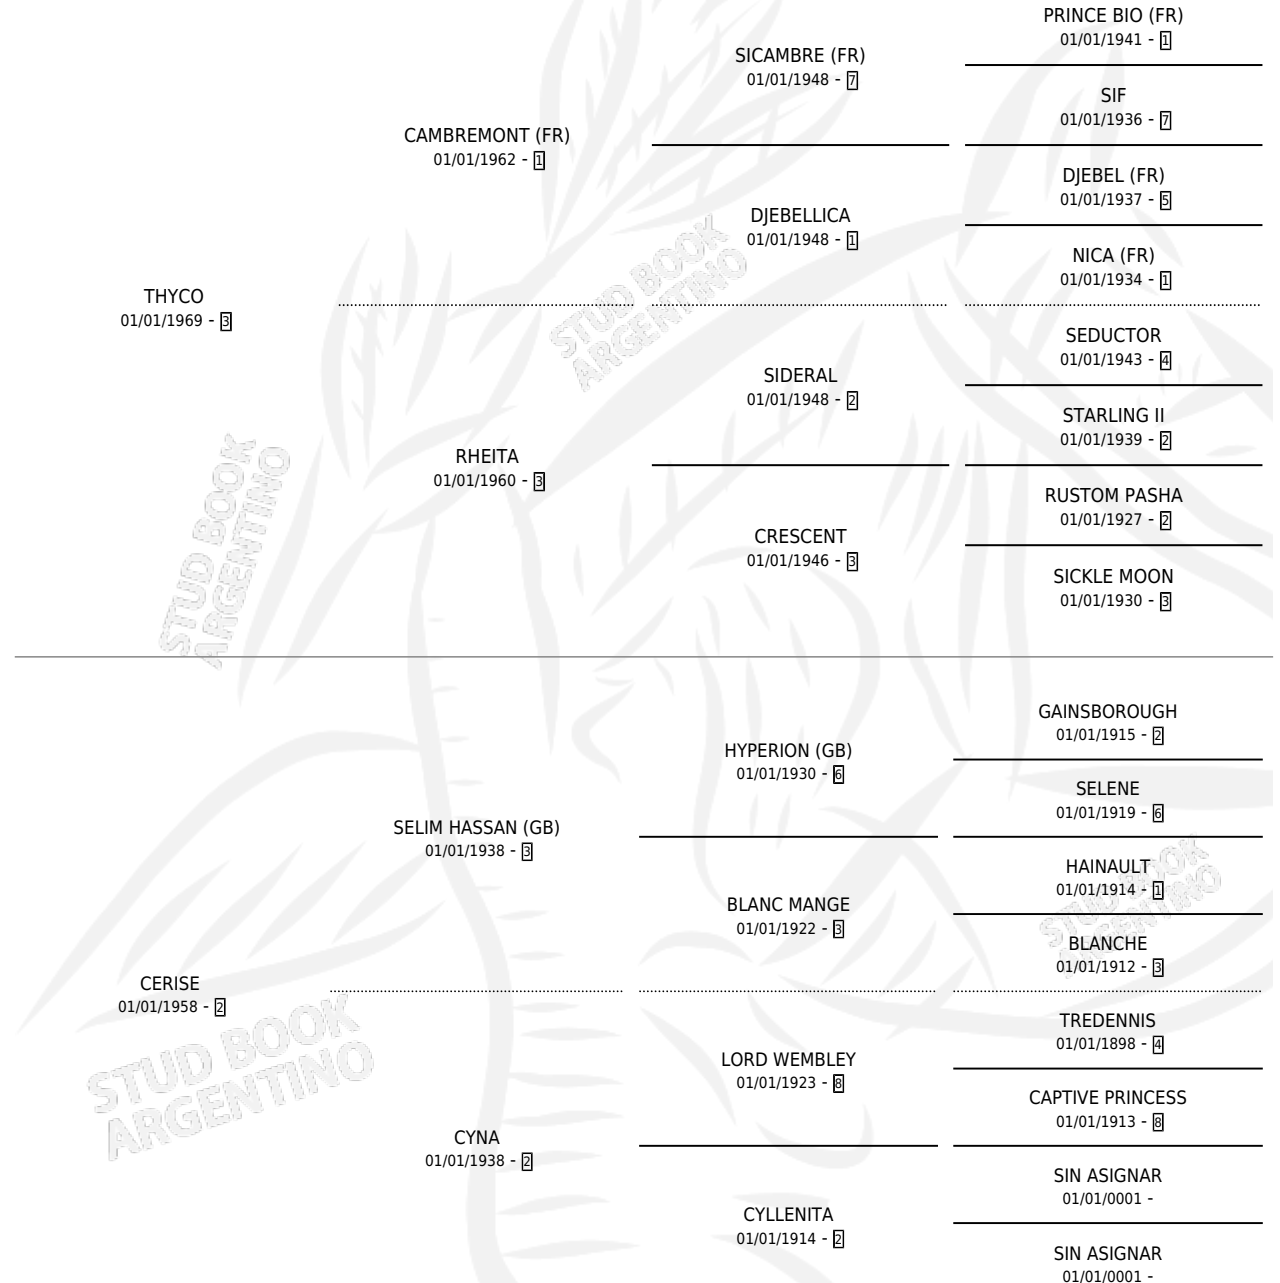 PRINCE BIO (FR)
01/01/1941 - 1
SICAMBRE (FR)
01/01/1948 - 7
SIF
01/01/1936 - 7
CAMBREMONT (FR)
01/01/1962 - 1
DJEBEL (FR)
01/01/1937 - 5
DJEBELLICA
01/01/1948 - 1
NICA (FR)
01/01/1934 - 1
THYCO
01/01/1969 - 3
SEDUCTOR
01/01/1943 - 4
SIDERAL
01/01/1948 - 2
STARLING II
01/01/1939 - 2
RHEITA
01/01/1960 - 3
RUSTOM PASHA
01/01/1927 - 2
CRESCENT
01/01/1946 - 3
SICKLE MOON
01/01/1930 - 3
STUD BOOK
ARGENTINO
STUD BOOK
ARGENTINO
GAINSBOROUGH
01/01/1915 - 2
HYPERION (GB)
01/01/1930 - 6
SELENE
01/01/1919 - 6
SELIM HASSAN (GB)
01/01/1938 - 3
HAINAULT
01/01/1914 - 1
BLANC MANGE
01/01/1922 - 3
BLANCHE
01/01/1912 - 3
CERISE
01/01/1958 - 2
TREDENNIS
01/01/1898 - 4
LORD WEMBLEY
01/01/1923 - 8
CAPTIVE PRINCESS
01/01/1913 - 8
CYNA
01/01/1938 - 2
SIN ASIGNAR
01/01/0001 -
CYLLENITA
01/01/1914 - 2
SIN ASIGNAR
01/01/0001 -
STUD BOOK
ARGENTINO
STUD BOOK
ARGENTINO